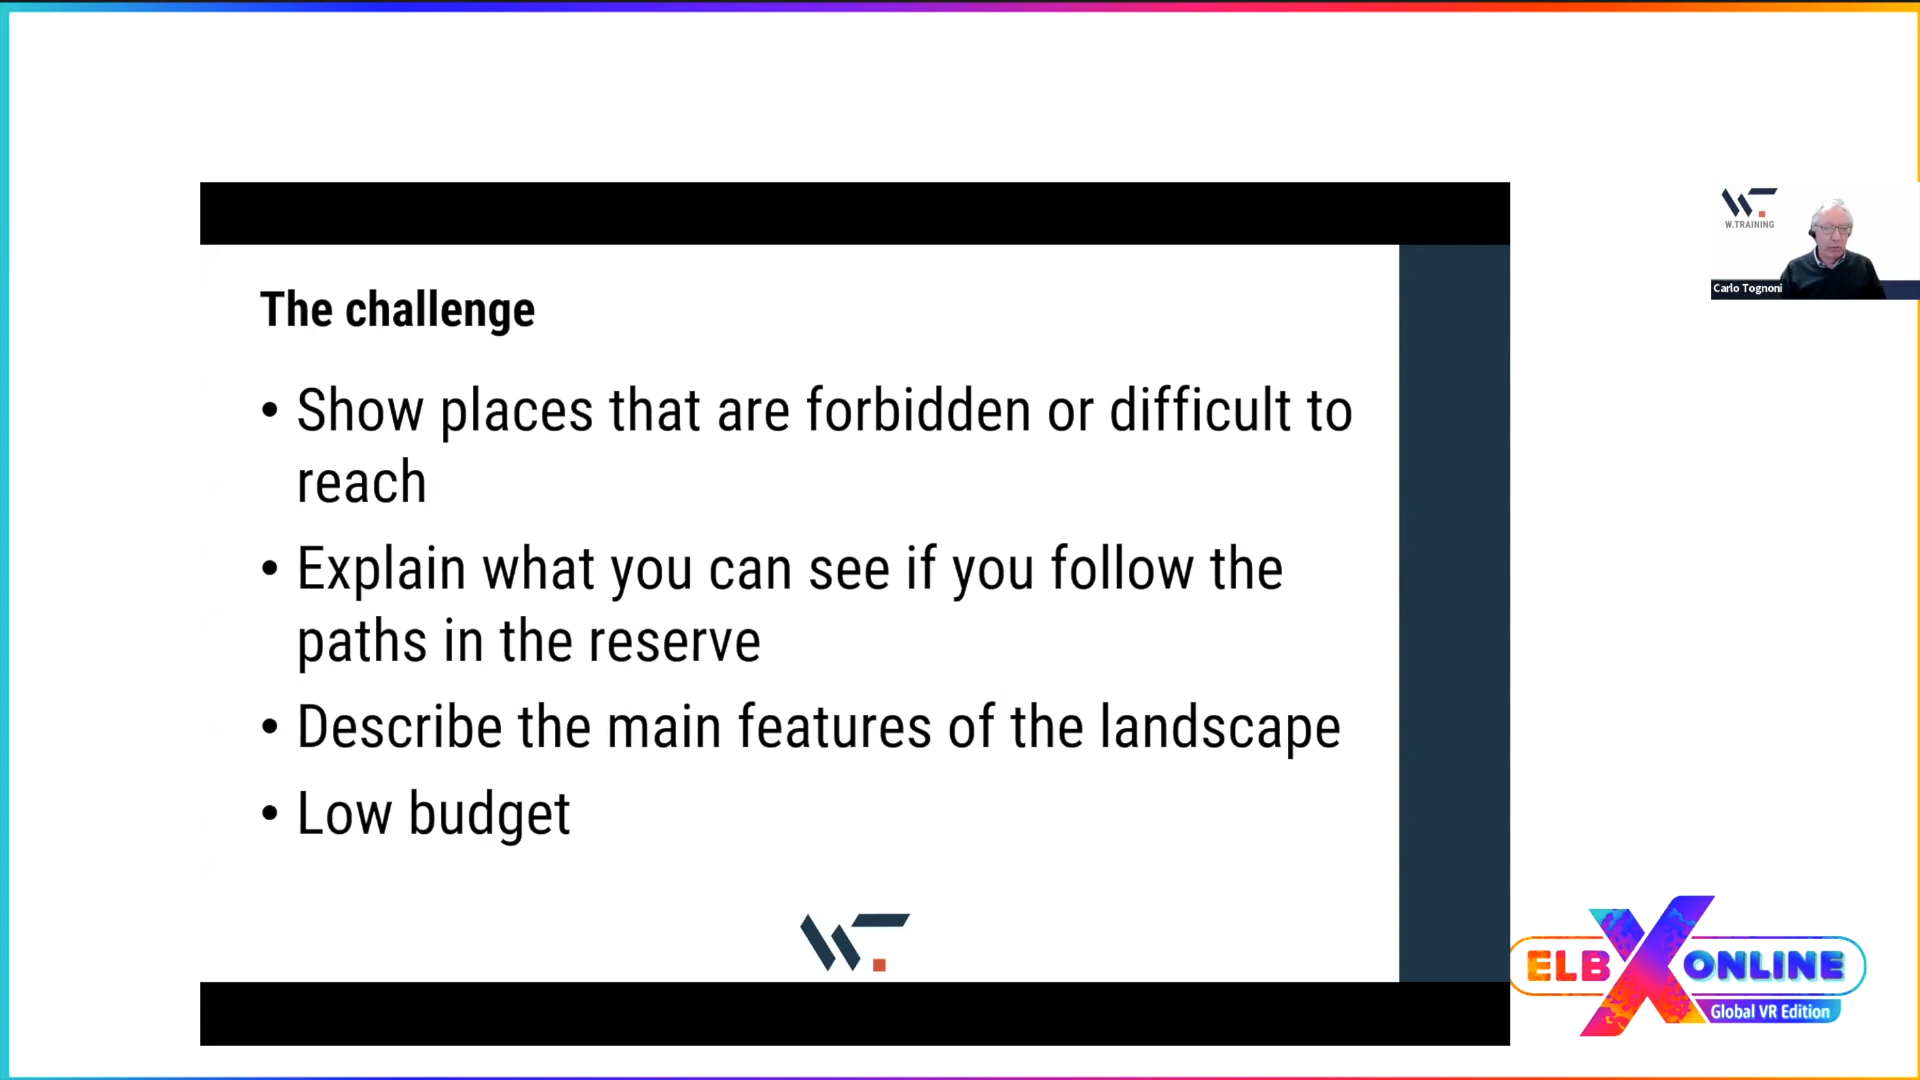 The challenge
• Show places that are forbidden or difficult to
reach
• Explain what you can see if you follow the
paths in the reserve
• Describe the main features of the landscape
• Low budget
W.TRAINING
Carlo Tognoni
ELB X ONLINE
Global VR Edition